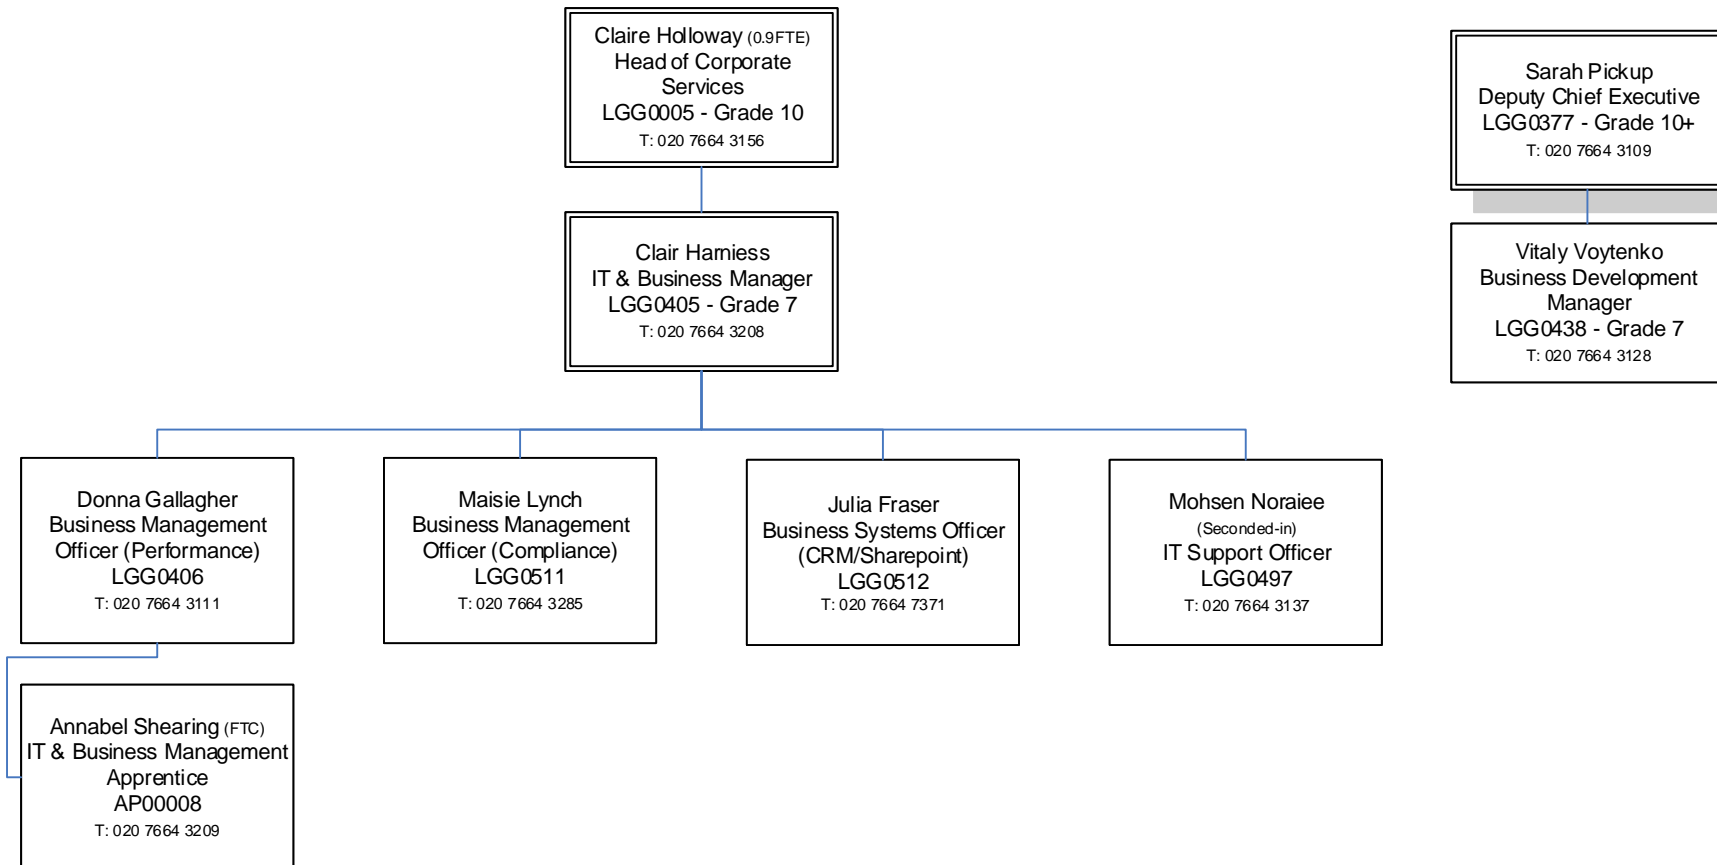 Claire Holloway (0.9FTE)
Head of Corporate
Services
LGG0005 - Grade 10
T: 020 7664 3156
Sarah Pickup
Deputy Chief Executive
LGG0377 - Grade 10+
T: 020 7664 3109
Clair Harniess
IT & Business Manager
LGG0405 - Grade 7
T: 020 7664 3208
Vitaly Voytenko
Business Development
Manager
LGG0438 - Grade 7
T: 020 7664 3128
Donna Gallagher
Business Management
Officer (Performance)
LGG0406
T: 020 7664 3111
Maisie Lynch
Business Management
Officer (Compliance)
LGG0511
T: 020 7664 3285
Julia Fraser
Business Systems Officer
(CRM/Sharepoint)
LGG0512
T: 020 7664 7371
Mohsen Noraiee
(Seconded-in)
IT Support Officer
LGG0497
T: 020 7664 3137
Annabel Shearing (FTC)
IT & Business Management
Apprentice
AP00008
T: 020 7664 3209